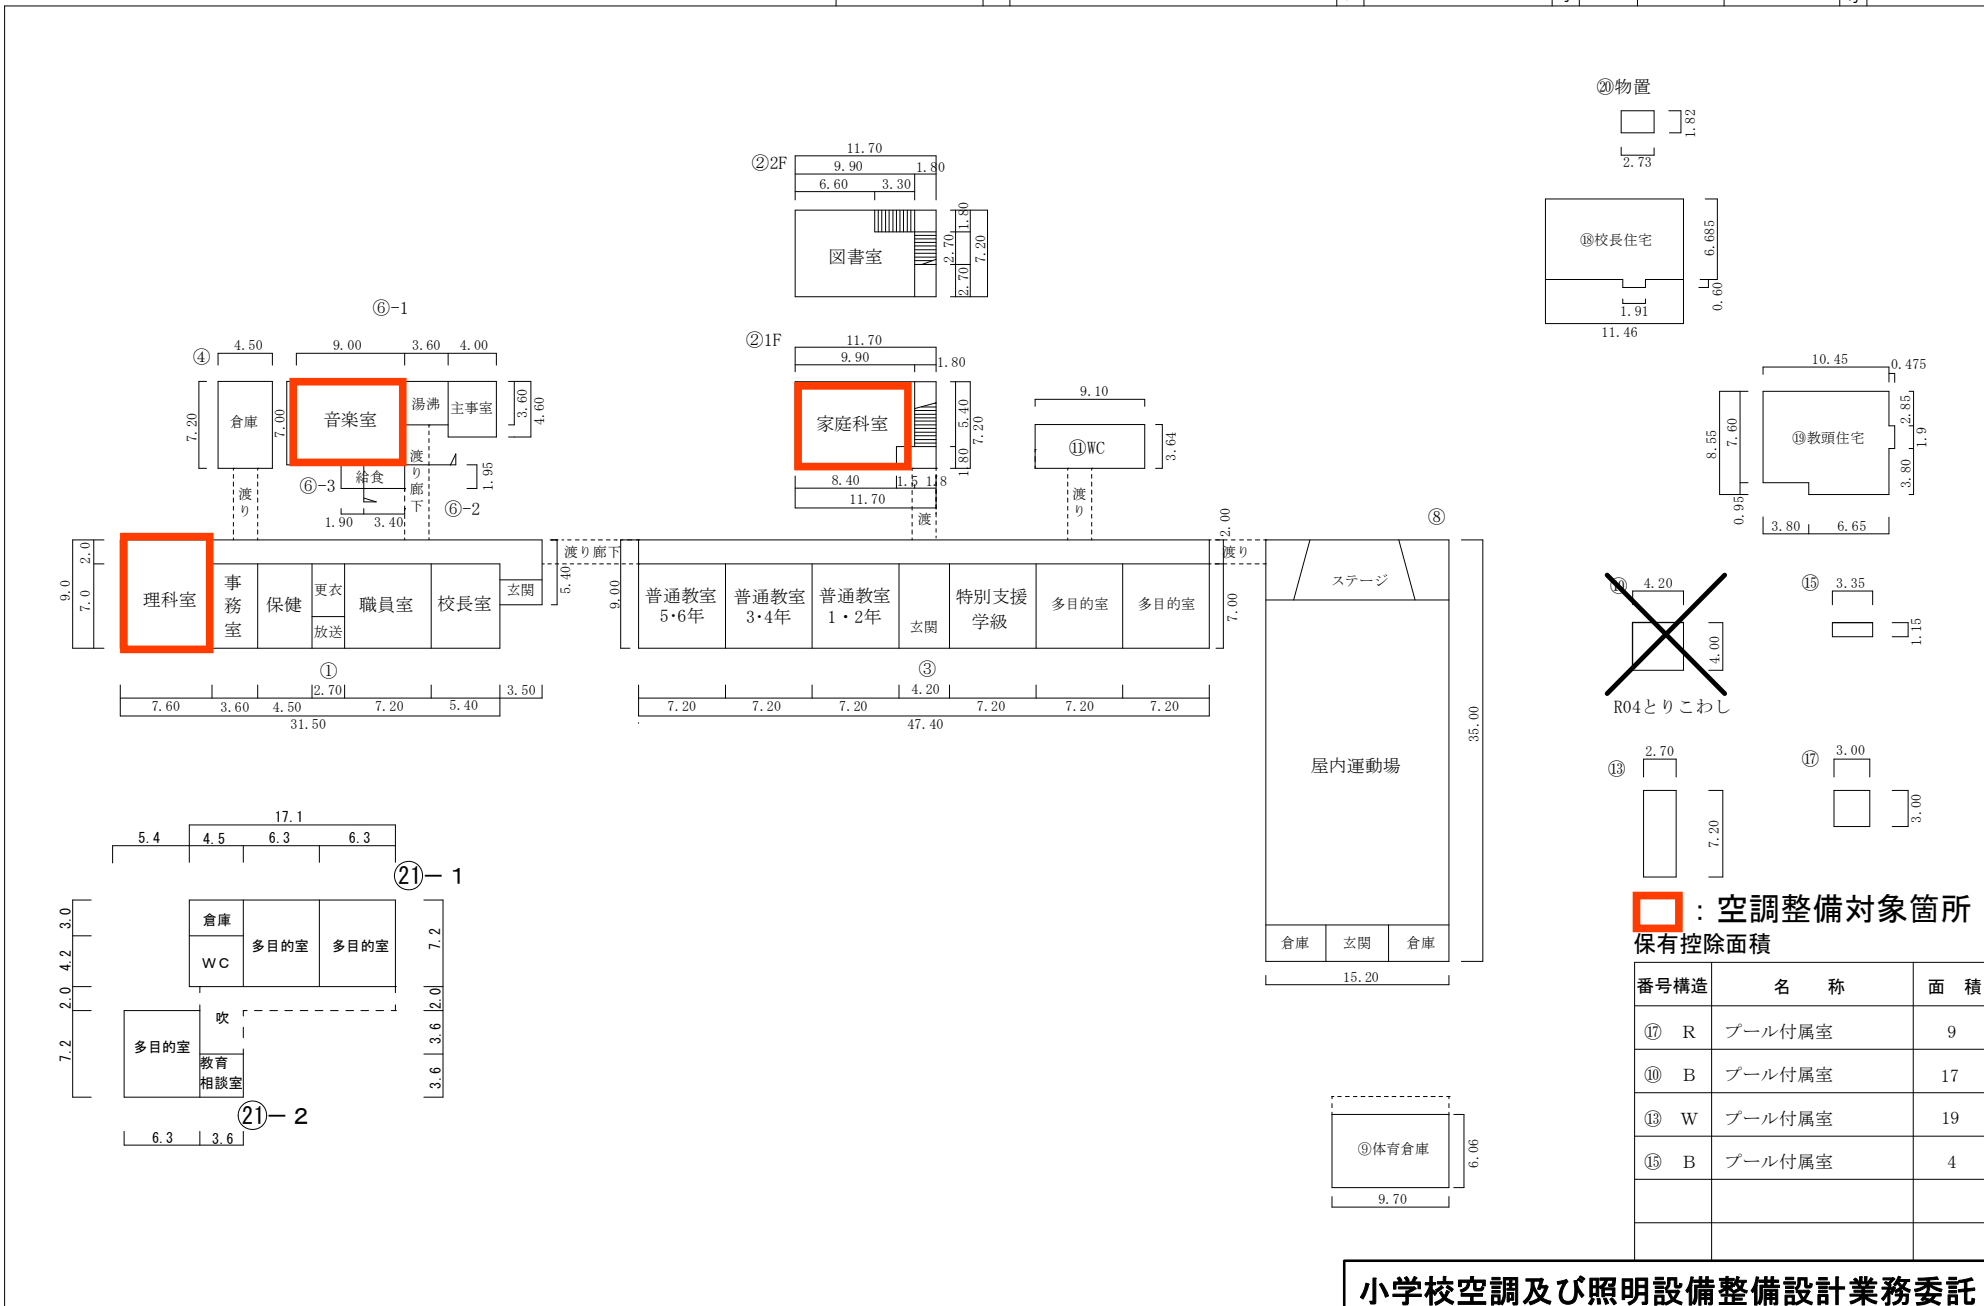 ⑳物置
1.82
2.73
②2F
11.70
9.90
1.80
6.60
3.30
図書室
1.80
2.70
2.70
7.20
⑱校長住宅
6.685
0.60
1.91
11.46
⑥-1
④
4.50
9.00
3.60
4.00
7.20
倉庫
7.00
音楽室
湯沸
主事室
3.60
4.60
渡り廊下
給食
⑥-3
⑥-2
1.95
1.90
3.40
渡り
②1F
11.70
9.90
1.80
家庭科室
5.40
1.80
7.20
8.40
1.5
1.8
11.70
渡
9.10
⑪WC
3.64
渡り
10.45
0.475
8.55
7.60
0.95
⑲教頭住宅
2.85
1.9
3.80
3.80
6.65
9.0
2.0
7.0
理科室
事務室
保健
更衣
放送
職員室
校長室
玄関
5.40
渡り廊下
①
7.60
3.60
4.50
2.70
7.20
5.40
3.50
31.50
9.00
普通教室
5・6年
普通教室
3・4年
普通教室
1・2年
玄関
特別支援
学級
多目的室
多目的室
2.00
7.00
渡り
③
7.20
7.20
7.20
4.20
7.20
7.20
7.20
47.40
⑧
ステージ
屋内運動場
35.00
倉庫
玄関
倉庫
15.20
⑩
4.20
4.00
R04とりこわし
⑮
3.35
1.15
⑬
2.70
7.20
⑰
3.00
3.00
17.1
5.4
4.5
6.3
6.3
㉑－1
3.0
4.2
2.0
7.2
倉庫
WC
多目的室
多目的室
7.2
2.0
3.6
3.6
吹
多目的室
教育
相談室
㉑－2
6.3
3.6
⑨体育倉庫
6.06
9.70
：空調整備対象箇所
保有控除面積
番号構造 名 称 面 積
⑰ R プール付属室 9
⑩ B プール付属室 17
⑬ W プール付属室 19
⑮ B プール付属室 4
小学校空調及び照明設備整備設計業務委託